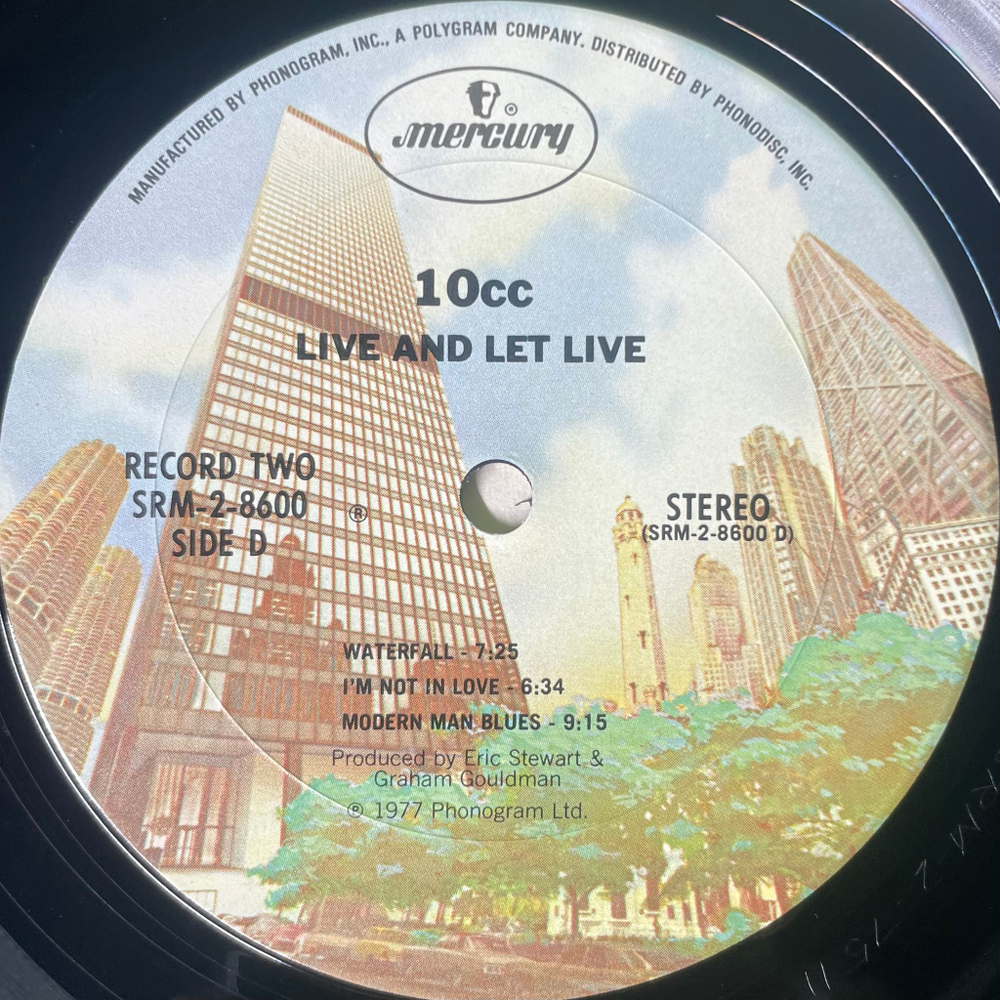 MANUFACTURED BY PHONOGRAM, INC., A POLYGRAM COMPANY. DISTRIBUTED BY PHONODISC, INC.
mercury ®
10cc
LIVE AND LET LIVE
RECORD TWO
SRM-2-8600 ℗
SIDE D
STEREO
(SRM-2-8600 D)
WATERFALL - 7:25
I'M NOT IN LOVE - 6:34
MODERN MAN BLUES - 9:15
Produced by Eric Stewart &
Graham Gouldman
℗ 1977 Phonogram Ltd.